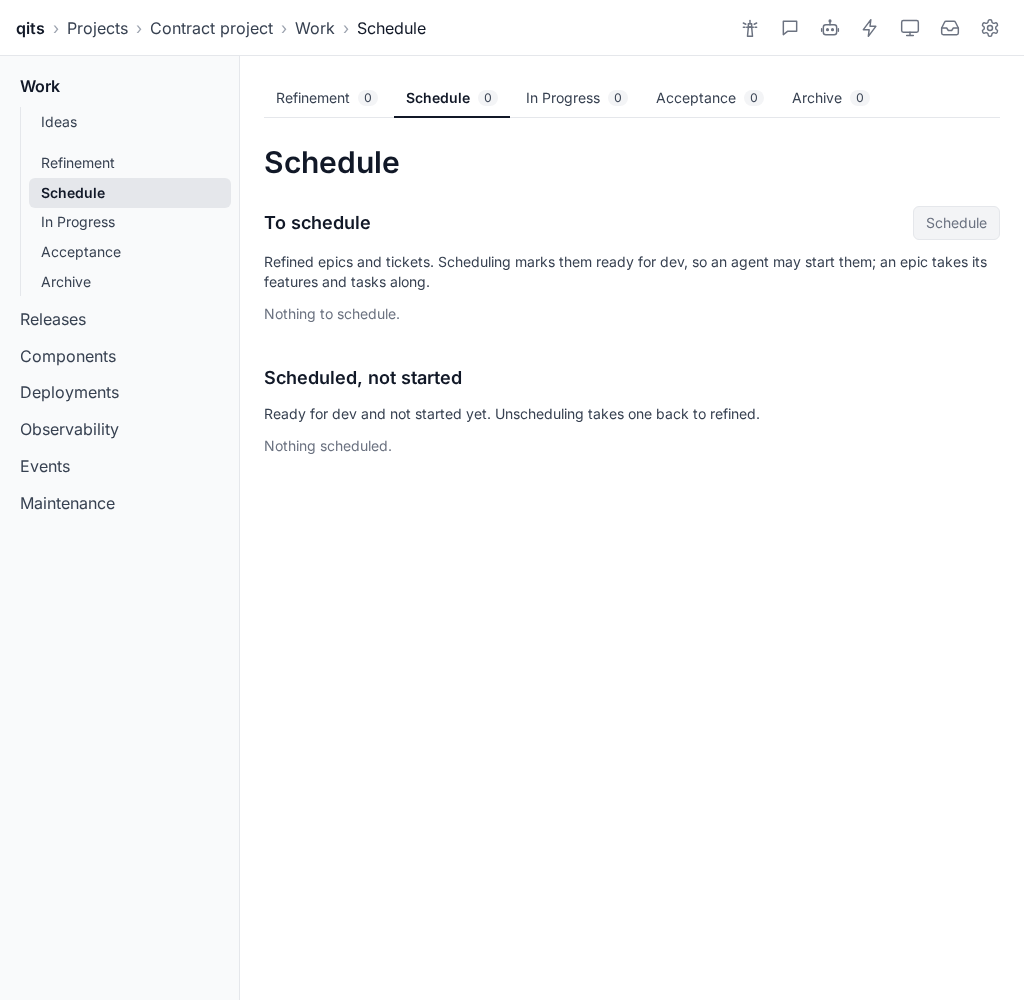 qits › Projects › Contract project › Work › Schedule
Work
Ideas
Refinement
Schedule
In Progress
Acceptance
Archive
Releases
Components
Deployments
Observability
Events
Maintenance
Refinement 0 Schedule 0 In Progress 0 Acceptance 0 Archive 0
Schedule
To schedule
Schedule
Refined epics and tickets. Scheduling marks them ready for dev, so an agent may start them; an epic takes its
features and tasks along.
Nothing to schedule.
Scheduled, not started
Ready for dev and not started yet. Unscheduling takes one back to refined.
Nothing scheduled.